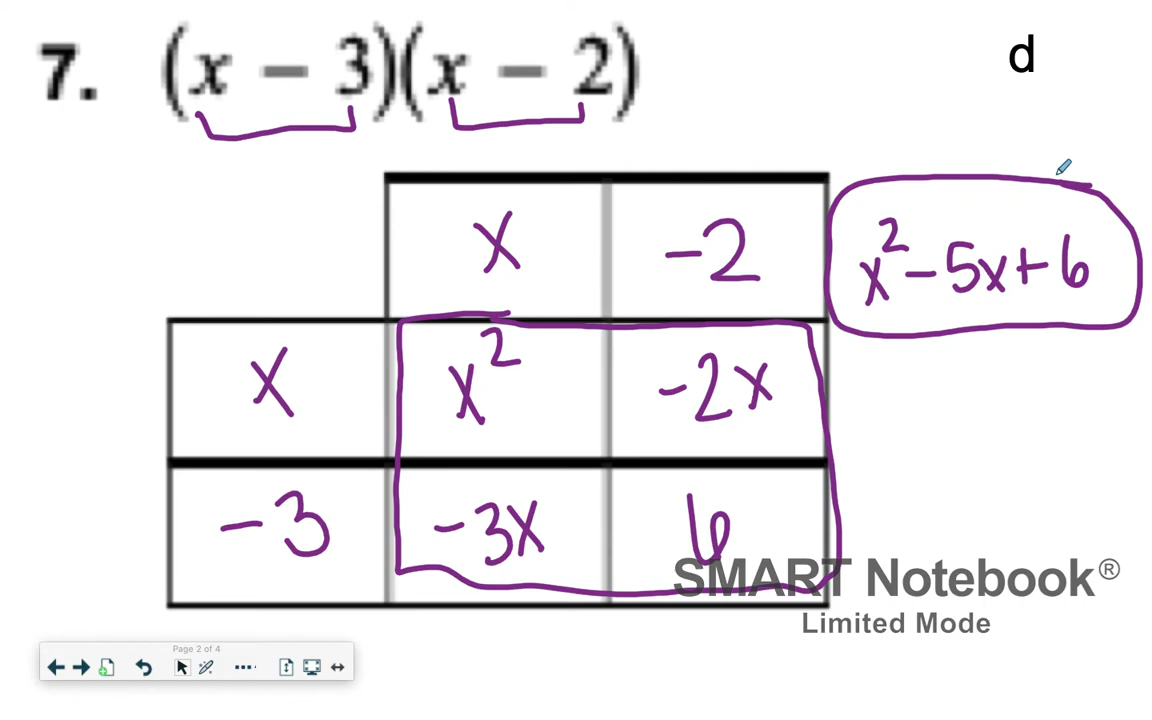 7. (x − 3)(x − 2)
d
x -2
x² - 5x + 6
x x² -2x
-3 -3x 6
SMART Notebook®
Limited Mode
Page 2 of 4